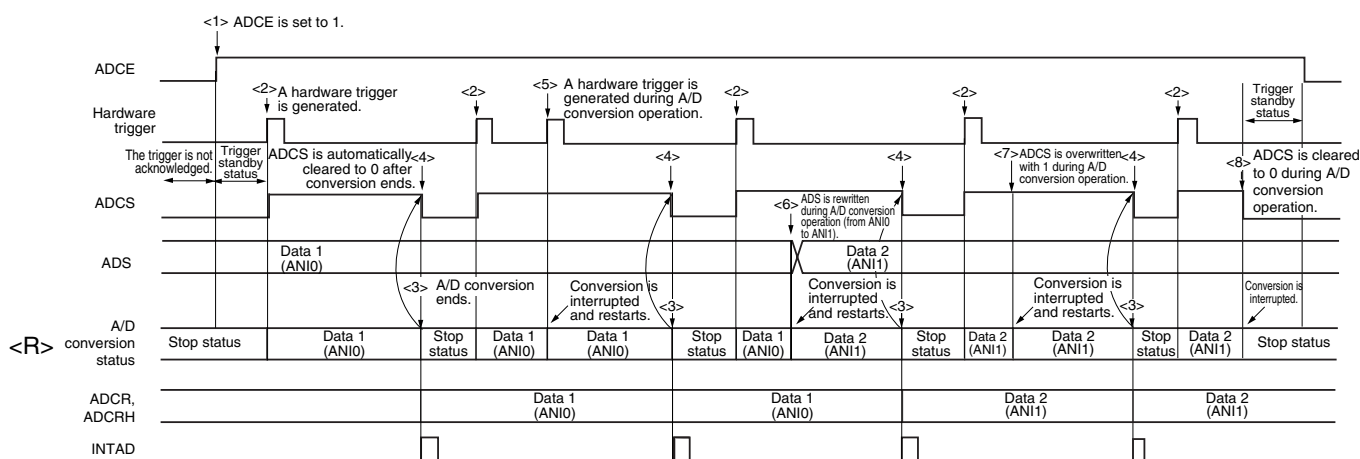 <1> ADCE is set to 1.
ADCE
<2> A hardware trigger
is generated.
<2>
<5> A hardware trigger is
generated during A/D
conversion operation.
<2>
<2>
<2>
Trigger
standby
status
Hardware
trigger
The trigger is not
acknowledged.
Trigger
standby
status
ADCS is automatically
cleared to 0 after
conversion ends.
<4>
<4>
<4>
<7> ADCS is overwritten
with 1 during A/D
conversion operation.
<4>
<8> ADCS is cleared
to 0 during A/D
conversion
operation.
ADCS
<6> ADS is rewritten
during A/D conversion
operation (from ANI0
to ANI1).
ADS
Data 1
(ANI0)
Data 2
(ANI1)
<3> A/D conversion
ends.
Conversion is
interrupted
and restarts.
<3>
Conversion is
interrupted
and restarts.
<3>
Conversion is
interrupted
and restarts.
<3>
Conversion is
interrupted.
<R>
A/D
conversion
status
Stop status
Data 1
(ANI0)
Stop
status
Data 1
(ANI0)
Data 1
(ANI0)
Stop
status
Data 1
(ANI0)
Data 2
(ANI1)
Stop
status
Data 2
(ANI1)
Data 2
(ANI1)
Stop
status
Data 2
(ANI1)
Stop status
ADCR,
ADCRH
Data 1
(ANI0)
Data 1
(ANI0)
Data 2
(ANI1)
Data 2
(ANI1)
INTAD